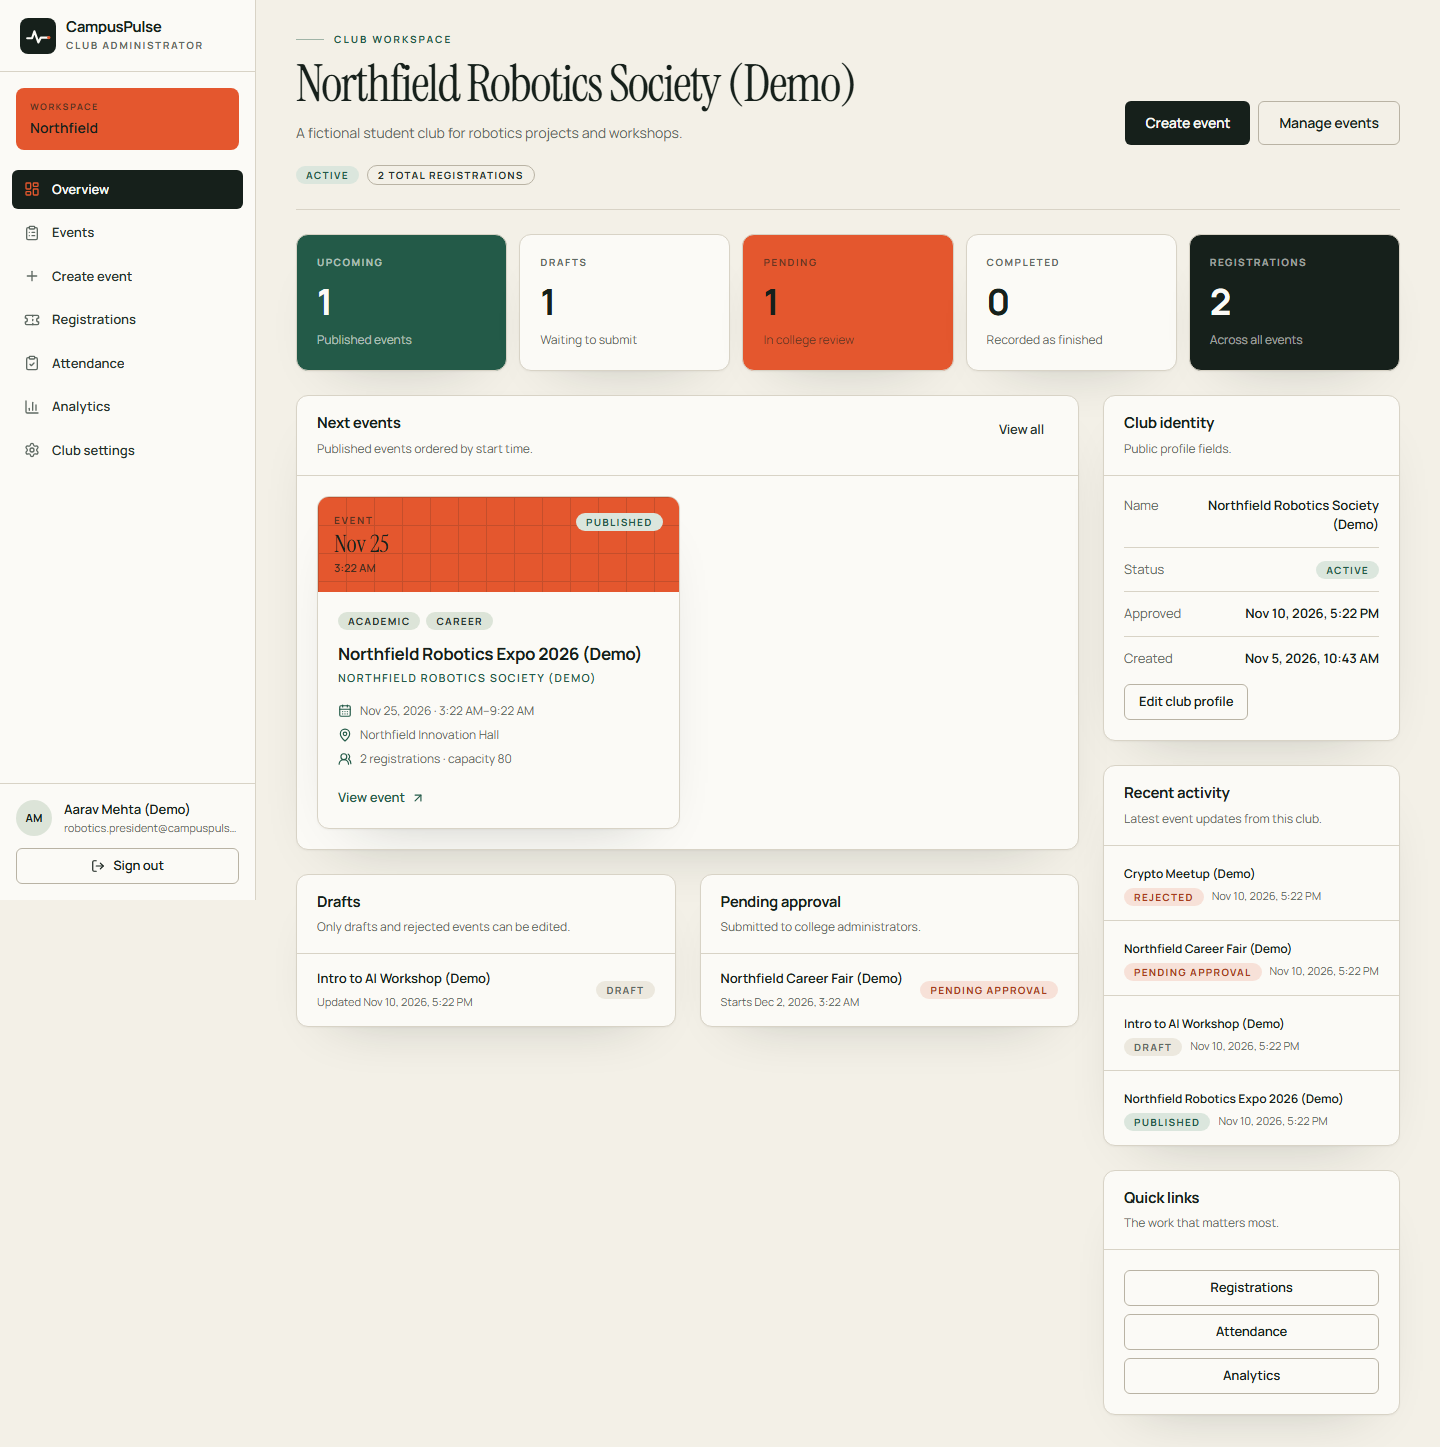 CampusPulse
CLUB ADMINISTRATOR
WORKSPACE
Northfield
Overview
Events
Create event
Registrations
Attendance
Analytics
Club settings
AM
Aarav Mehta (Demo)
robotics.president@campuspuls...
Sign out
CLUB WORKSPACE
Northfield Robotics Society (Demo)
A fictional student club for robotics projects and workshops.
ACTIVE
2 TOTAL REGISTRATIONS
Create event
Manage events
UPCOMING
1
Published events
DRAFTS
1
Waiting to submit
PENDING
1
In college review
COMPLETED
0
Recorded as finished
REGISTRATIONS
2
Across all events
Next events
Published events ordered by start time.
View all
EVENT
Nov 25
3:22 AM
PUBLISHED
ACADEMIC
CAREER
Northfield Robotics Expo 2026 (Demo)
NORTHFIELD ROBOTICS SOCIETY (DEMO)
Nov 25, 2026 · 3:22 AM–9:22 AM
Northfield Innovation Hall
2 registrations · capacity 80
View event
Drafts
Only drafts and rejected events can be edited.
Intro to AI Workshop (Demo)
Updated Nov 10, 2026, 5:22 PM
DRAFT
Pending approval
Submitted to college administrators.
Northfield Career Fair (Demo)
Starts Dec 2, 2026, 3:22 AM
PENDING APPROVAL
Club identity
Public profile fields.
Name
Northfield Robotics Society
(Demo)
Status
ACTIVE
Approved
Nov 10, 2026, 5:22 PM
Created
Nov 5, 2026, 10:43 AM
Edit club profile
Recent activity
Latest event updates from this club.
Crypto Meetup (Demo)
REJECTED
Nov 10, 2026, 5:22 PM
Northfield Career Fair (Demo)
PENDING APPROVAL
Nov 10, 2026, 5:22 PM
Intro to AI Workshop (Demo)
DRAFT
Nov 10, 2026, 5:22 PM
Northfield Robotics Expo 2026 (Demo)
PUBLISHED
Nov 10, 2026, 5:22 PM
Quick links
The work that matters most.
Registrations
Attendance
Analytics